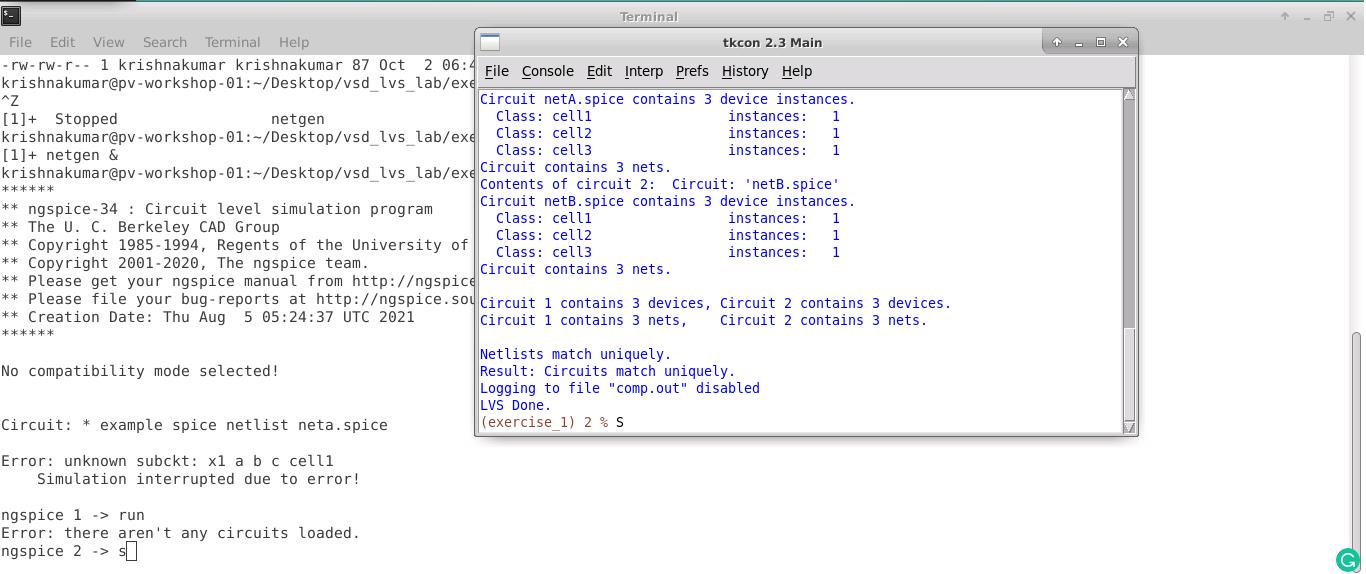 Terminal
File Edit View Search Terminal Help
-rw-rw-r-- 1 krishnakumar krishnakumar 87 Oct  2 06:4
krishnakumar@pv-workshop-01:~/Desktop/vsd_lvs_lab/exe
^Z
[1]+  Stopped                 netgen
krishnakumar@pv-workshop-01:~/Desktop/vsd_lvs_lab/exe
[1]+ netgen &
krishnakumar@pv-workshop-01:~/Desktop/vsd_lvs_lab/exe
******
** ngspice-34 : Circuit level simulation program
** The U. C. Berkeley CAD Group
** Copyright 1985-1994, Regents of the University of
** Copyright 2001-2020, The ngspice team.
** Please get your ngspice manual from http://ngspice
** Please file your bug-reports at http://ngspice.sou
** Creation Date: Thu Aug  5 05:24:37 UTC 2021
******
No compatibility mode selected!
Circuit: * example spice netlist neta.spice
Error: unknown subckt: x1 a b c cell1
    Simulation interrupted due to error!
ngspice 1 -> run
Error: there aren't any circuits loaded.
ngspice 2 -> s
tkcon 2.3 Main
File Console Edit Interp Prefs History Help
Circuit netA.spice contains 3 device instances.
  Class: cell1                 instances:   1
  Class: cell2                 instances:   1
  Class: cell3                 instances:   1
Circuit contains 3 nets.
Contents of circuit 2:  Circuit: 'netB.spice'
Circuit netB.spice contains 3 device instances.
  Class: cell1                 instances:   1
  Class: cell2                 instances:   1
  Class: cell3                 instances:   1
Circuit contains 3 nets.
Circuit 1 contains 3 devices, Circuit 2 contains 3 devices.
Circuit 1 contains 3 nets,    Circuit 2 contains 3 nets.
Netlists match uniquely.
Result: Circuits match uniquely.
Logging to file "comp.out" disabled
LVS Done.
(exercise_1) 2 % S